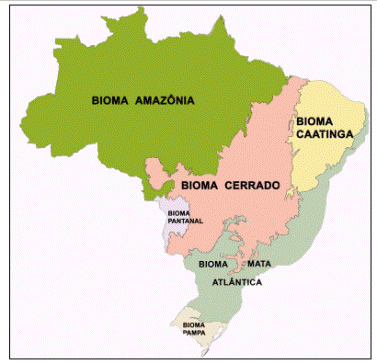 BIOMA AMAZÔNIA
BIOMA
CAATINGA
BIOMA CERRADO
BIOMA
PANTANAL
BIOMA MATA
ATLÂNTICA
BIOMA
PAMPA